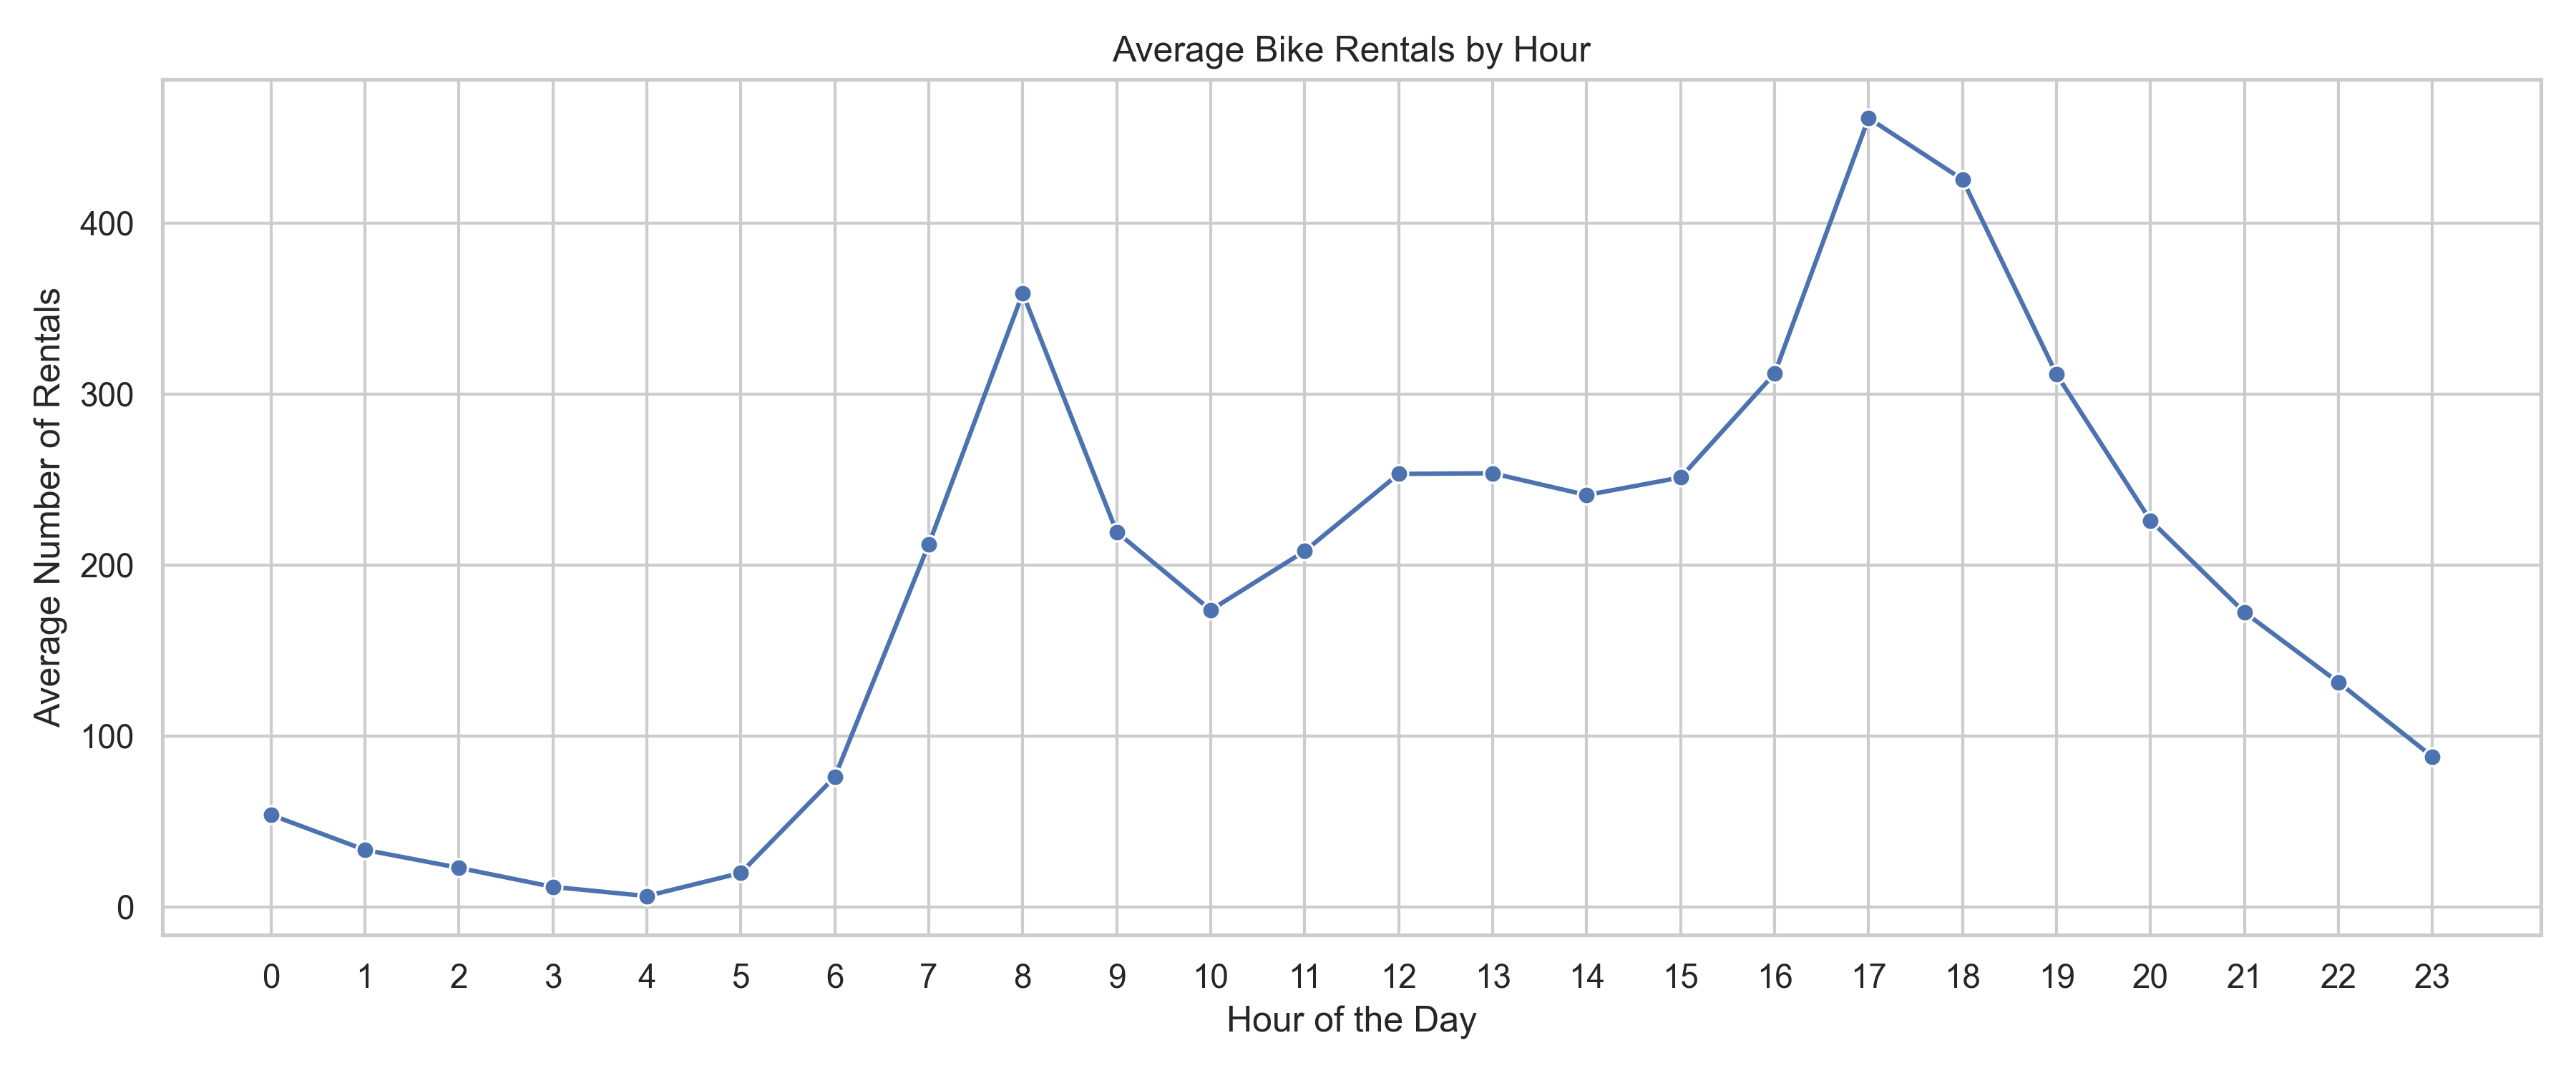 Average Bike Rentals by Hour
Average Number of Rentals
400
300
200
100
0
0 1 2 3 4 5 6 7 8 9 10 11 12 13 14 15 16 17 18 19 20 21 22 23
Hour of the Day